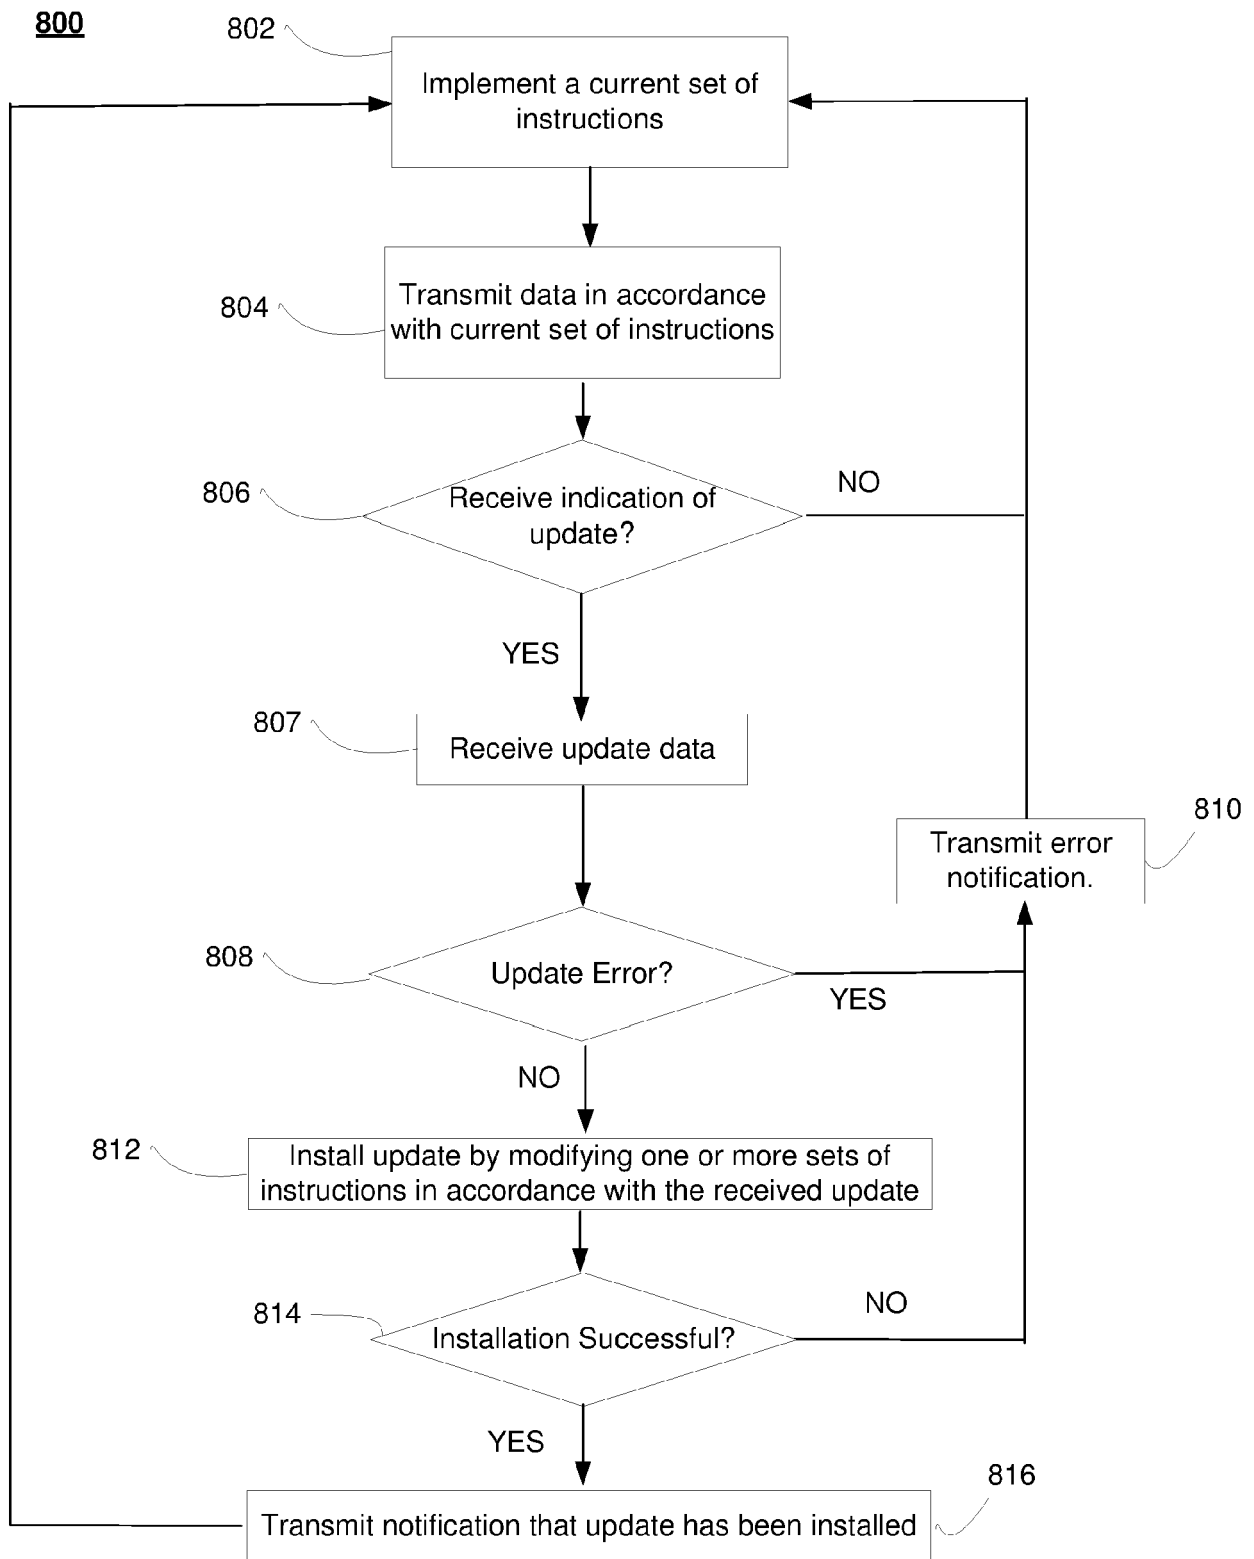 800
802
Implement a current set of
instructions
804
Transmit data in accordance
with current set of instructions
806
Receive indication of
update?
NO
YES
807
Receive update data
810
Transmit error
notification.
808
Update Error?
YES
NO
812
Install update by modifying one or more sets of
instructions in accordance with the received update
814
Installation Successful?
NO
YES
816
Transmit notification that update has been installed